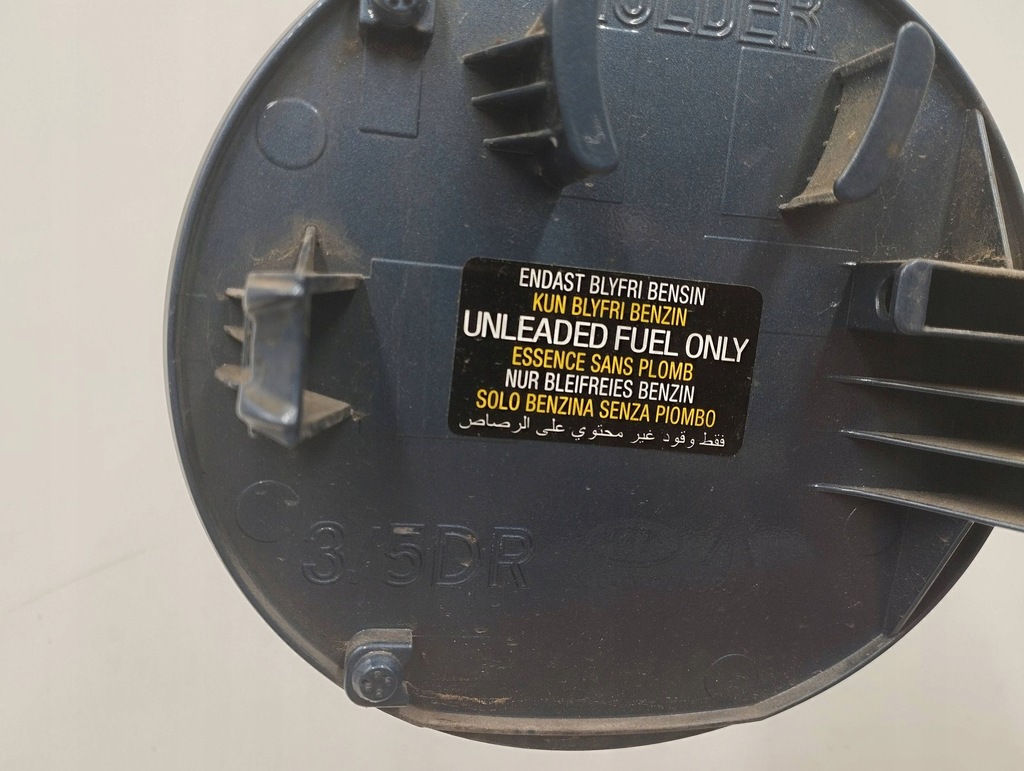 ENDAST BLYFRI BENSIN
KUN BLYFRI BENZIN
UNLEADED FUEL ONLY
ESSENCE SANS PLOMB
NUR BLEIFREIES BENZIN
SOLO BENZINA SENZA PIOMBO
فقط وقود غير محتوي على الرصاص
3/5DR